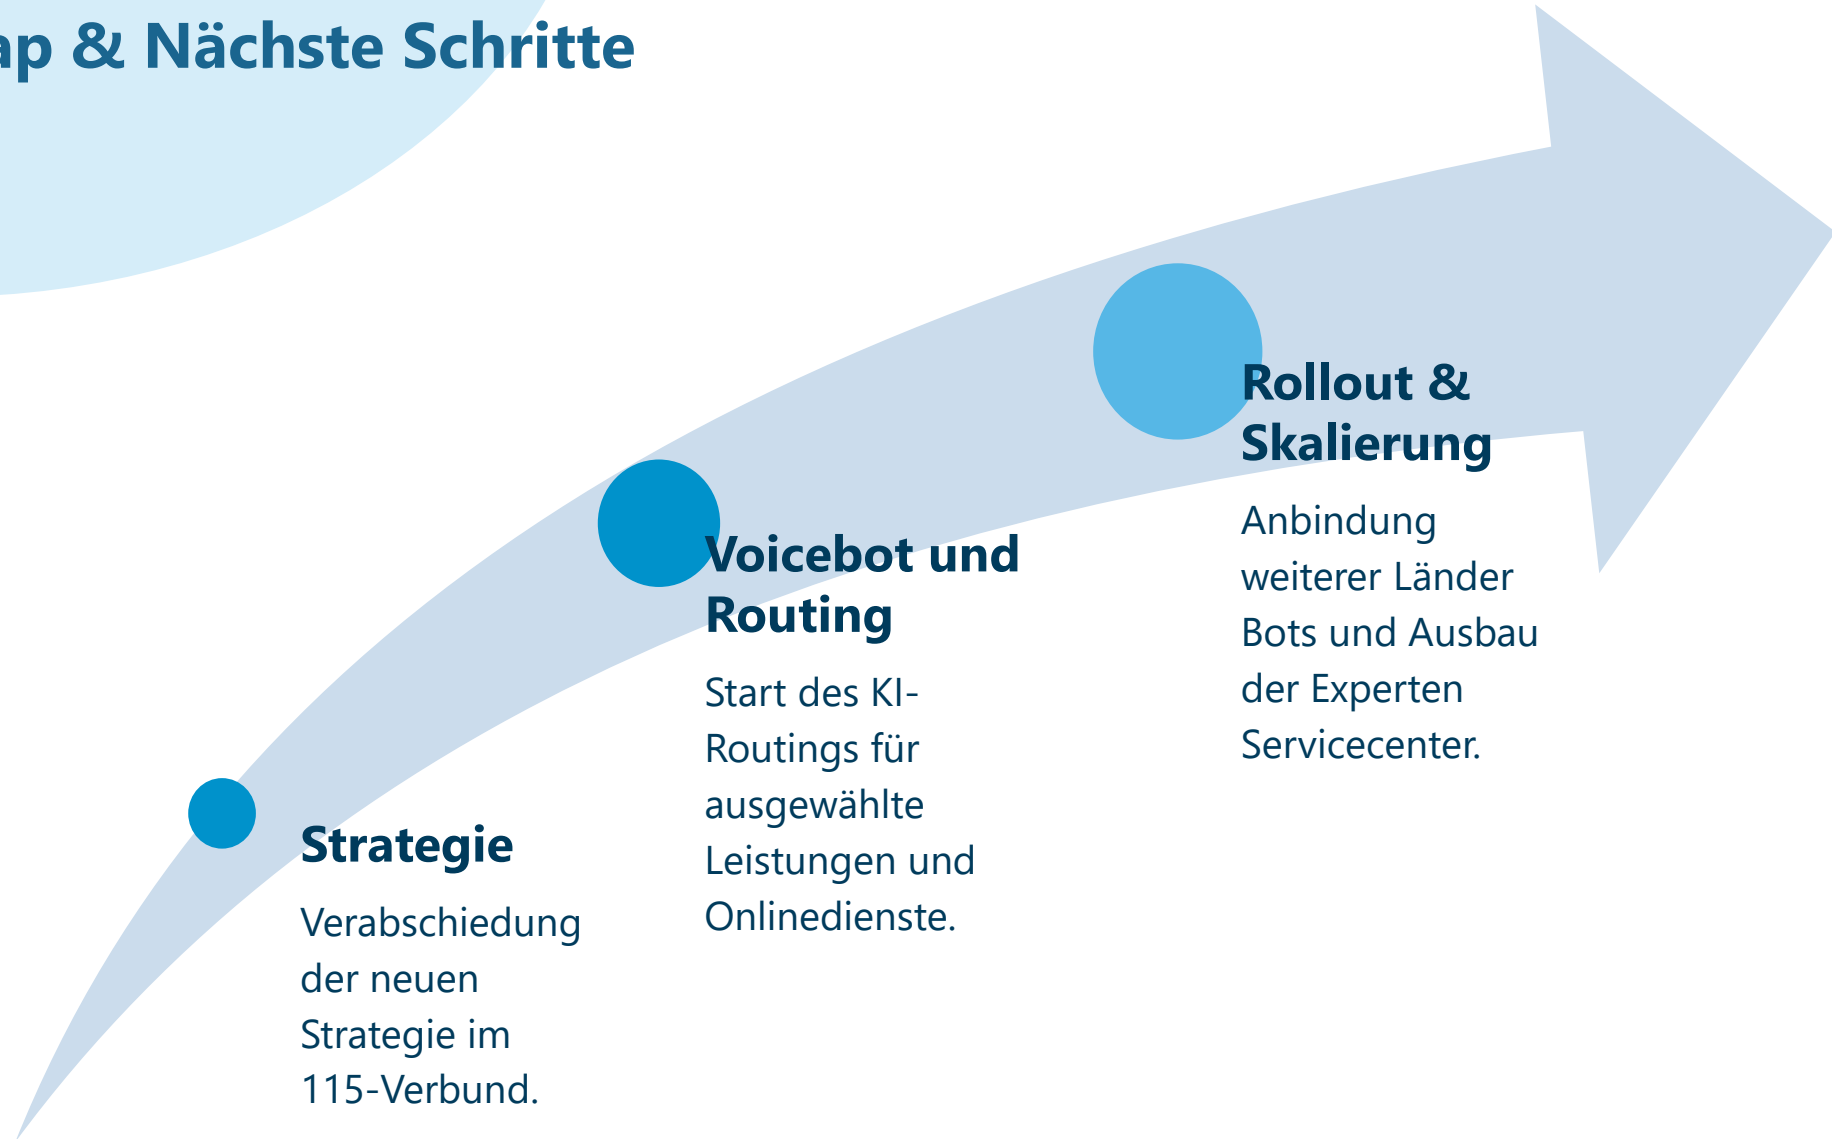 ap & Nächste Schritte
Strategie
Verabschiedung
der neuen
Strategie im
115-Verbund.
Voicebot und
Routing
Start des KI-
Routings für
ausgewählte
Leistungen und
Onlinedienste.
Rollout &
Skalierung
Anbindung
weiterer Länder
Bots und Ausbau
der Experten
Servicecenter.